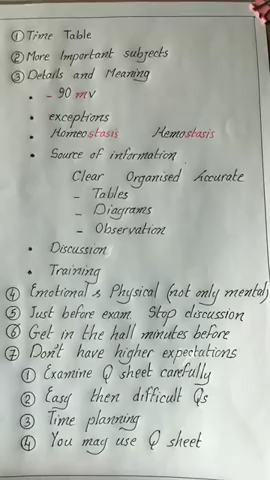 ① Time Table
② More Important subjects
③ Details and Meaning
• - 90 mv
• exceptions
• Homeostasis Hemostasis
• Source of information
Clear Organised Accurate
- Tables
- Diagrams
- Observation
• Discussion
• Training
④ Emotional & Physical (not only mental)
⑤ Just before exam Stop discussion
⑥ Get in the hall minutes before
⑦ Don't have higher expectations
① Examine Q sheet carefully
② Easy then difficult Qs
③ Time planning
④ You may use Q sheet